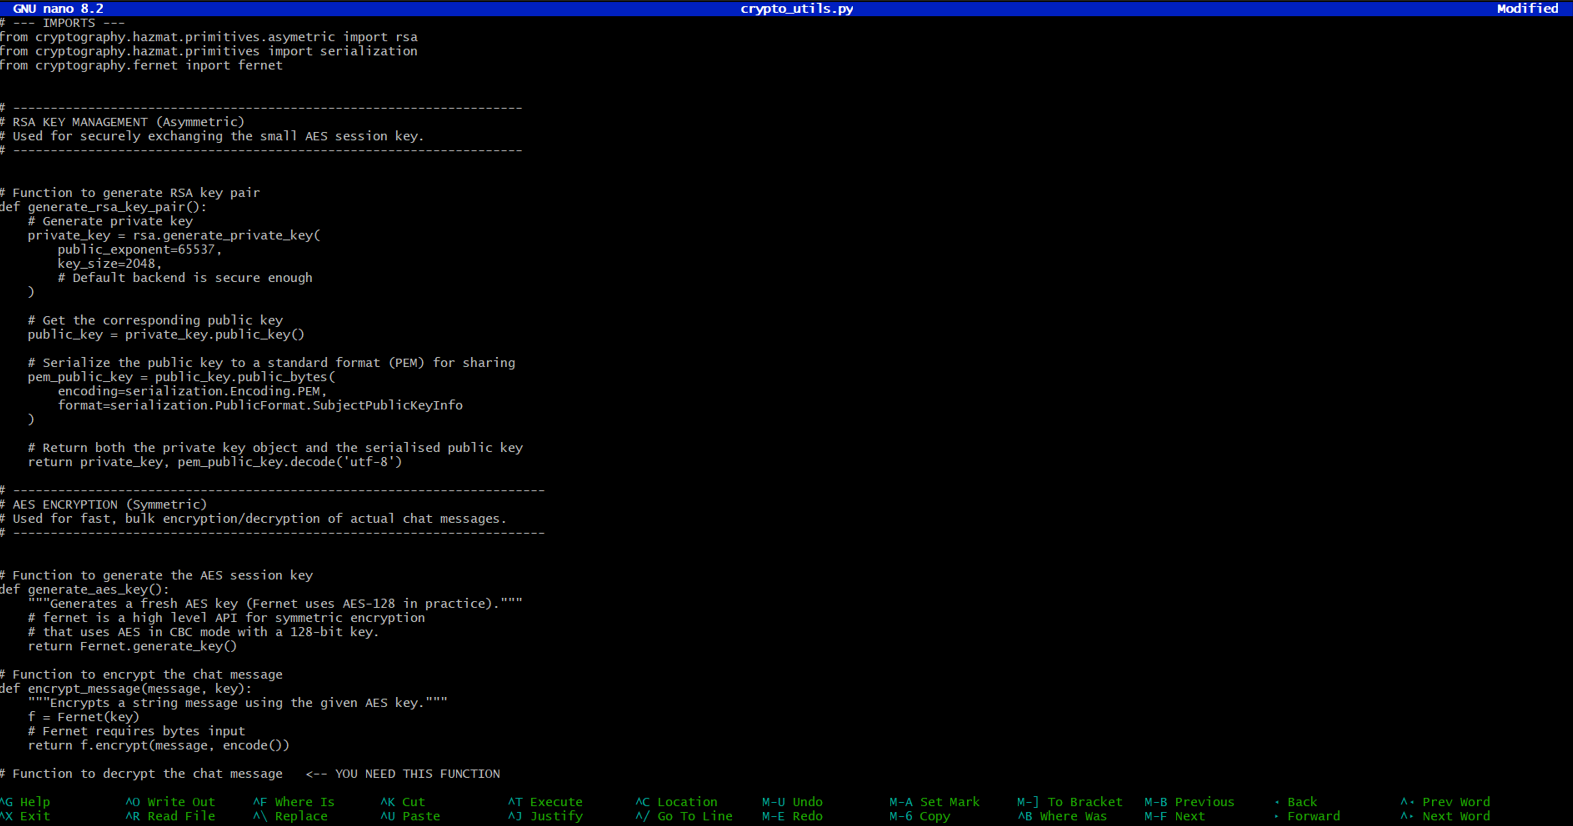 GNU nano 8.2 crypto_utils.py Modified
# --- IMPORTS ---
from cryptography.hazmat.primitives.asymetric import rsa
from cryptography.hazmat.primitives import serialization
from cryptography.fernet inport fernet
# --------------------------------------------------------------------
# RSA KEY MANAGEMENT (Asymmetric)
# Used for securely exchanging the small AES session key.
# --------------------------------------------------------------------
# Function to generate RSA key pair
def generate_rsa_key_pair():
    # Generate private key
    private_key = rsa.generate_private_key(
        public_exponent=65537,
        key_size=2048,
        # Default backend is secure enough
    )
    # Get the corresponding public key
    public_key = private_key.public_key()
    # Serialize the public key to a standard format (PEM) for sharing
    pem_public_key = public_key.public_bytes(
        encoding=serialization.Encoding.PEM,
        format=serialization.PublicFormat.SubjectPublicKeyInfo
    )
    # Return both the private key object and the serialised public key
    return private_key, pem_public_key.decode('utf-8')
# -----------------------------------------------------------------------
# AES ENCRYPTION (Symmetric)
# Used for fast, bulk encryption/decryption of actual chat messages.
# -----------------------------------------------------------------------
# Function to generate the AES session key
def generate_aes_key():
    """Generates a fresh AES key (Fernet uses AES-128 in practice)."""
    # fernet is a high level API for symmetric encryption
    # that uses AES in CBC mode with a 128-bit key.
    return Fernet.generate_key()
# Function to encrypt the chat message
def encrypt_message(message, key):
    """Encrypts a string message using the given AES key."""
    f = Fernet(key)
    # Fernet requires bytes input
    return f.encrypt(message, encode())
# Function to decrypt the chat message   <-- YOU NEED THIS FUNCTION
^G Help ^O Write Out ^F Where Is ^K Cut ^T Execute ^C Location M-U Undo M-A Set Mark M-] To Bracket M-B Previous ◂ Back ^◂ Prev Word
^X Exit ^R Read File ^\ Replace ^U Paste ^J Justify ^/ Go To Line M-E Redo M-6 Copy ^B Where Was M-F Next ▸ Forward ^▸ Next Word